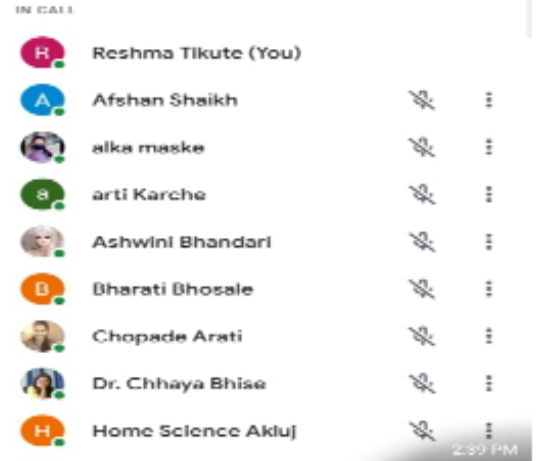 IN CALL
R Reshma Tikute (You)
A Afshan Shaikh
alka maske
a arti Karche
Ashwini Bhandari
B Bharati Bhosale
Chopade Arati
Dr. Chhaya Bhise
H Home Science Akluj
2:39 PM